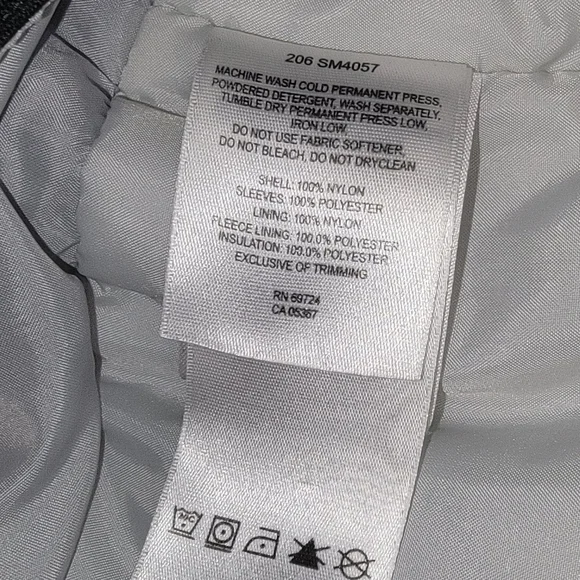 206 SM4057
MACHINE WASH COLD PERMANENT PRESS,
POWDERED DETERGENT, WASH SEPARATELY,
TUMBLE DRY PERMANENT PRESS LOW,
IRON LOW.
DO NOT USE FABRIC SOFTENER,
DO NOT BLEACH, DO NOT DRYCLEAN
SHELL: 100% NYLON
SLEEVES: 100% POLYESTER
LINING: 100% NYLON
FLEECE LINING: 100.0% POLYESTER
INSULATION: 100.0% POLYESTER
EXCLUSIVE OF TRIMMING
RN 69724
CA 05367